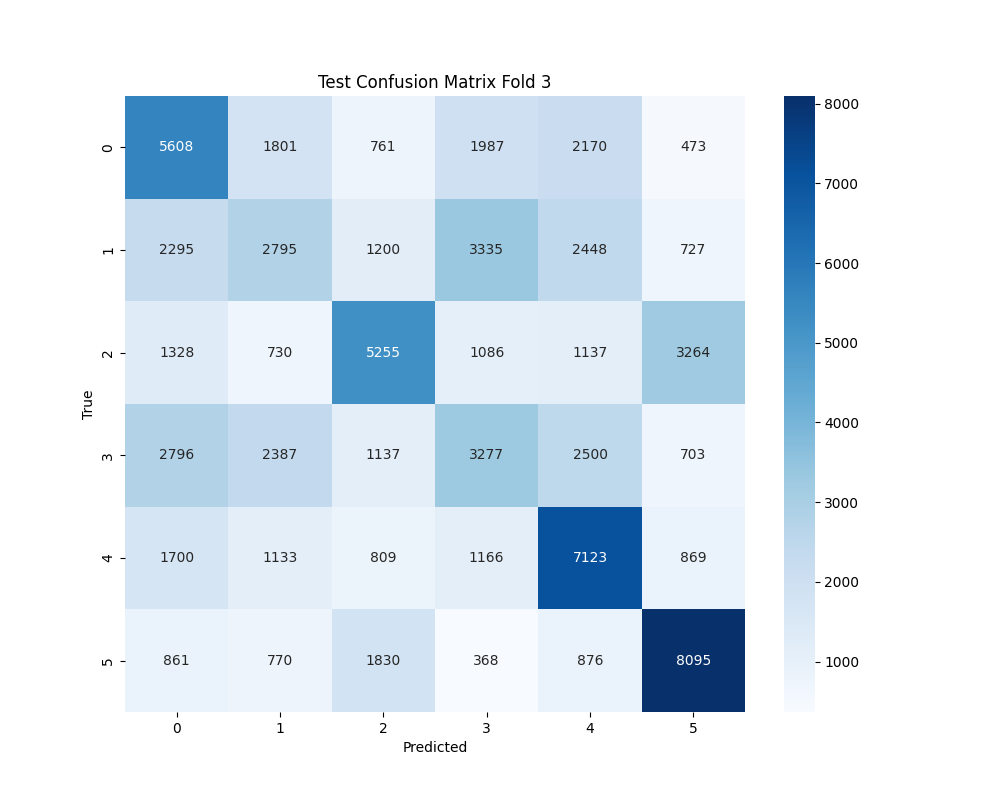 Test Confusion Matrix Fold 3
0 5608 1801 761 1987 2170 473
1 2295 2795 1200 3335 2448 727
2 1328 730 5255 1086 1137 3264
3 2796 2387 1137 3277 2500 703
4 1700 1133 809 1166 7123 869
5 861 770 1830 368 876 8095
0 1 2 3 4 5
Predicted
True
8000
7000
6000
5000
4000
3000
2000
1000